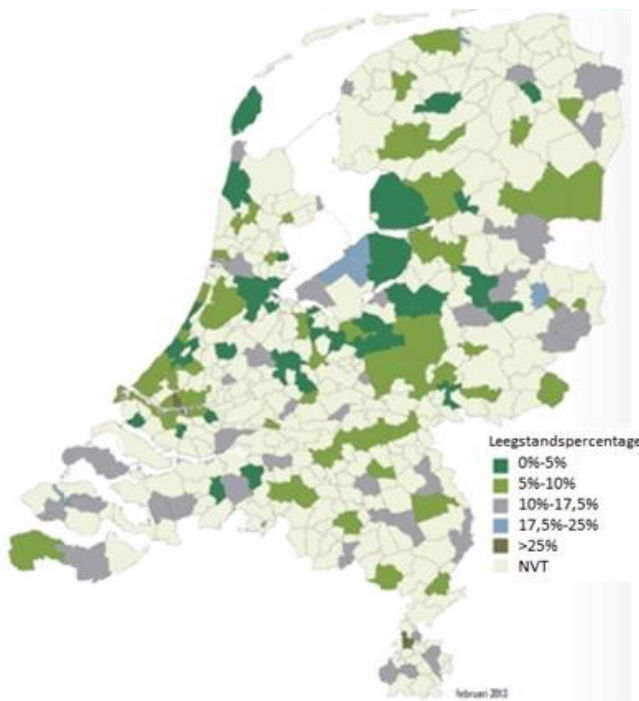 Leegstandspercentage
0%-5%
5%-10%
10%-17,5%
17,5%-25%
>25%
NVT
februari 2013